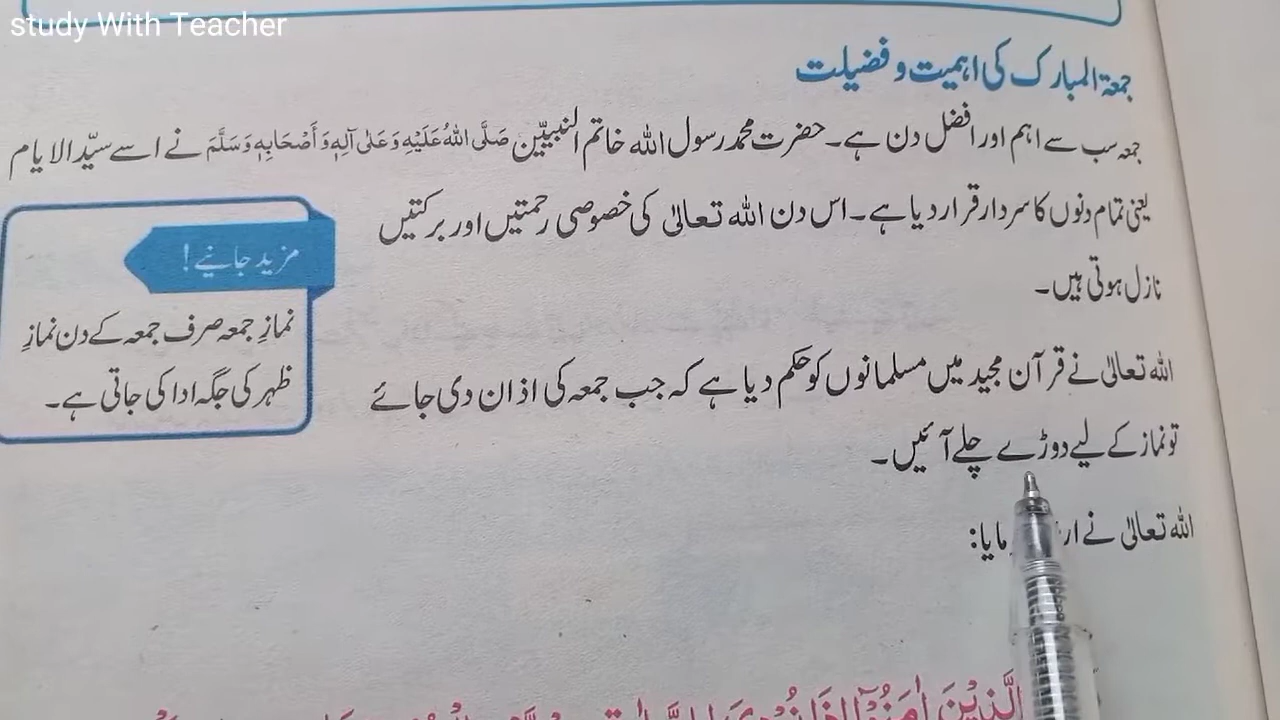 study With Teacher
جمعۃ المبارک کی اہمیت و فضیلت
جمعہ سب سے اہم اور افضل دن ہے۔ حضرت محمد رسول اللہ خاتم النبیّین صَلَّی اللہُ عَلَیْہِ وَعَلٰی آلِہٖ وَاَصْحَابِہٖ وَسَلَّمَ نے اسے سیّد الایام
یعنی تمام دنوں کا سردار قرار دیا ہے۔ اس دن اللہ تعالیٰ کی خصوصی رحمتیں اور برکتیں
نازل ہوتی ہیں۔
مزید جانیے!
نمازِ جمعہ صرف جمعہ کے دن نمازِ
ظہر کی جگہ ادا کی جاتی ہے۔
اللہ تعالیٰ نے قرآن مجید میں مسلمانوں کو حکم دیا ہے کہ جب جمعہ کی اذان دی جائے
تو نماز کے لیے دوڑے چلے آئیں۔
اللہ تعالیٰ نے
الَّذِیْنَ اٰمَنُوْۤا